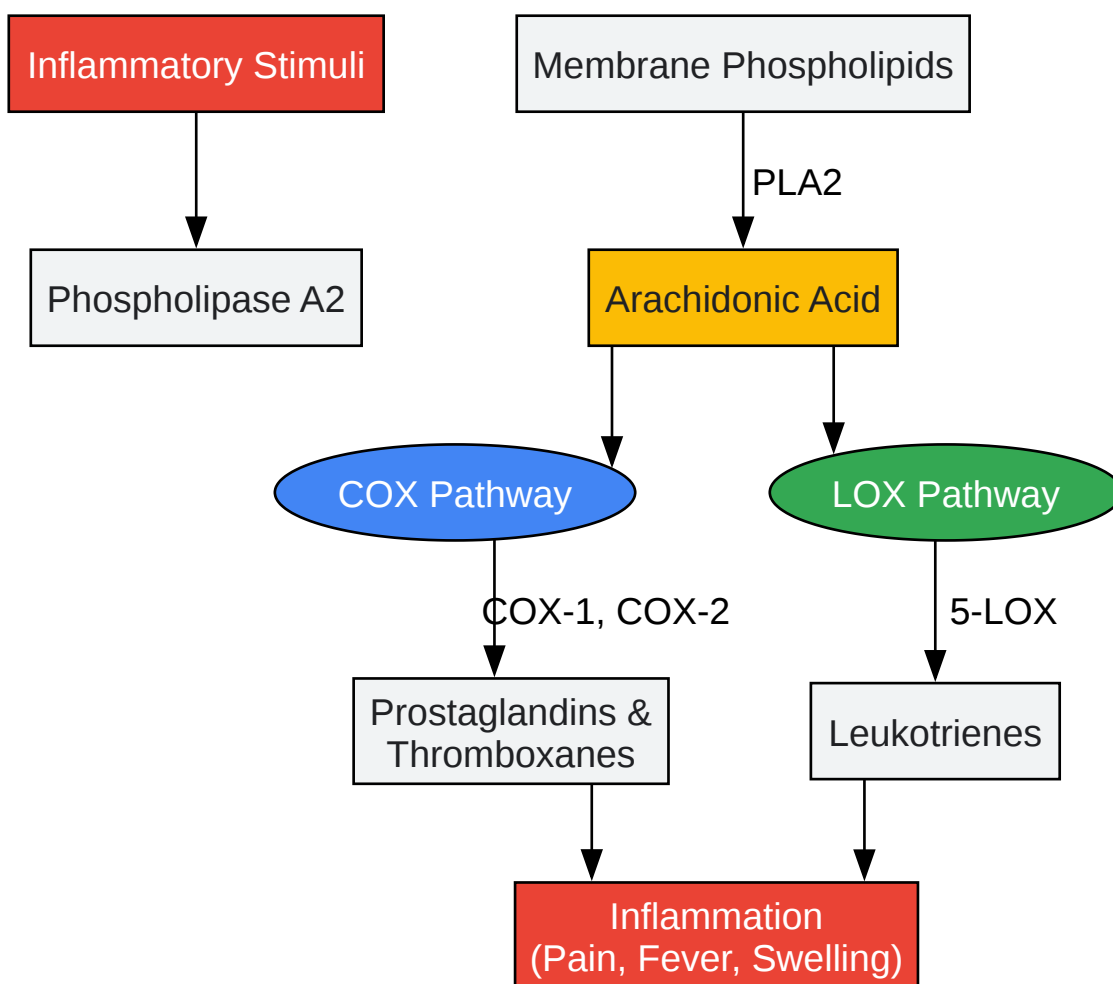 Inflammatory Stimuli
Membrane Phospholipids
PLA2
Phospholipase A2
Arachidonic Acid
COX Pathway
LOX Pathway
COX-1, COX-2
5-LOX
Prostaglandins &
Thromboxanes
Leukotrienes
Inflammation
(Pain, Fever, Swelling)